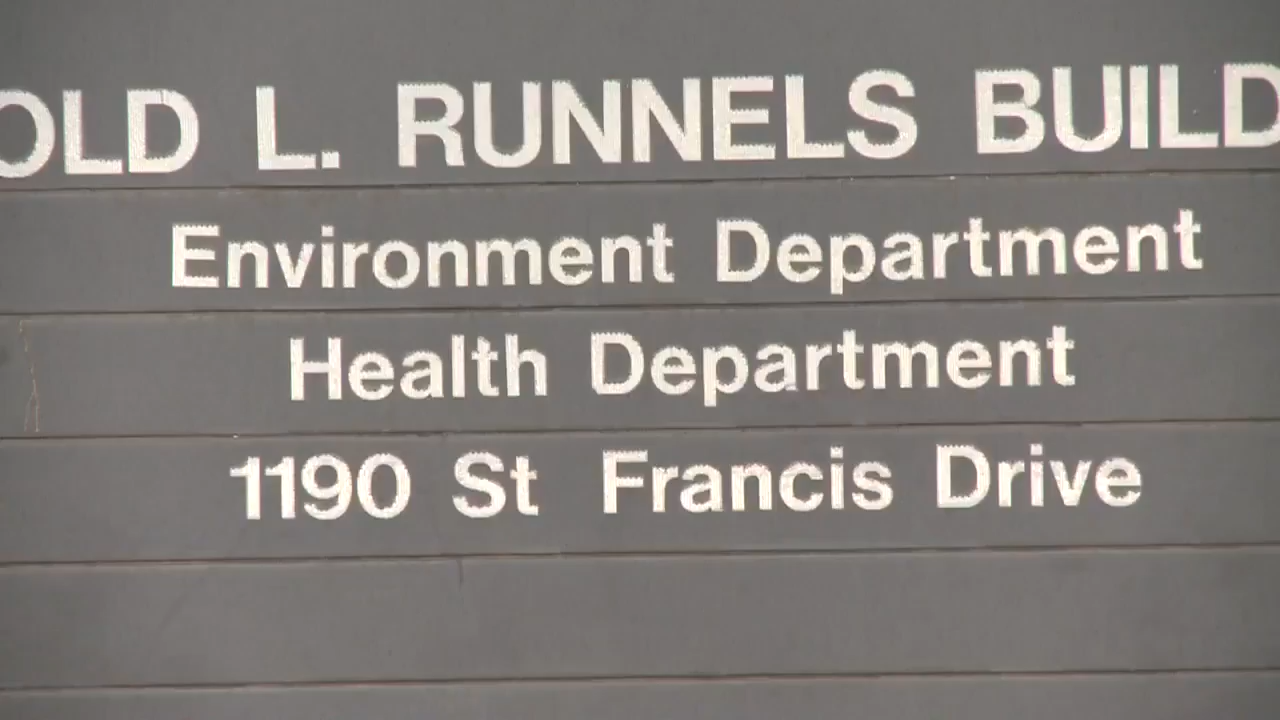 OLD L. RUNNELS BUILD
Environment Department
Health Department
1190 St Francis Drive